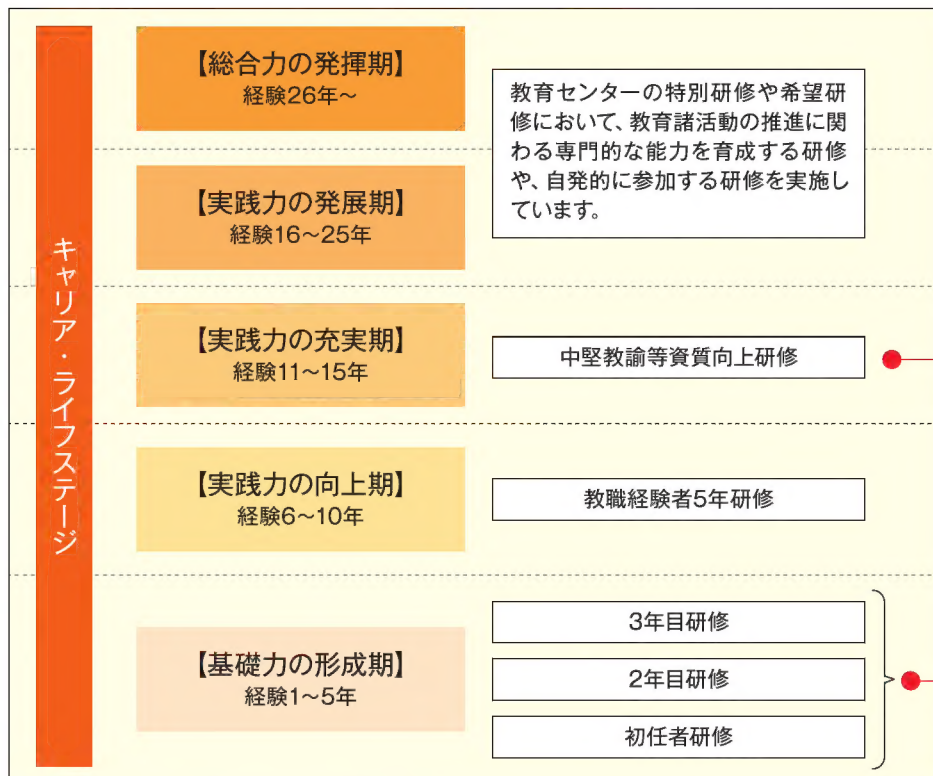 キャリア・ライフステージ
【総合力の発揮期】
経験26年～
教育センターの特別研修や希望研
修において、教育諸活動の推進に関
わる専門的な能力を育成する研修
や、自発的に参加する研修を実施し
ています。
【実践力の発展期】
経験16～25年
【実践力の充実期】
経験11～15年
中堅教諭等資質向上研修
【実践力の向上期】
経験6～10年
教職経験者5年研修
【基礎力の形成期】
経験1～5年
3年目研修
2年目研修
初任者研修